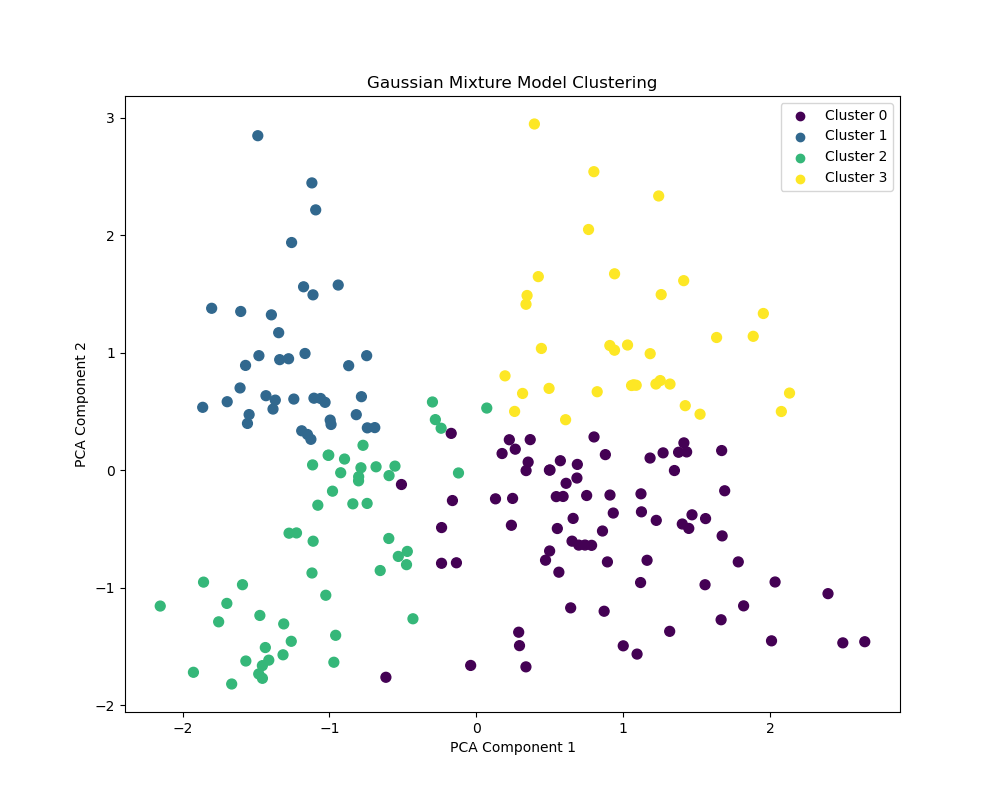 Gaussian Mixture Model Clustering
Cluster 0
Cluster 1
Cluster 2
Cluster 3
3
2
1
0
−1
−2
PCA Component 2
−2
−1
0
1
2
PCA Component 1